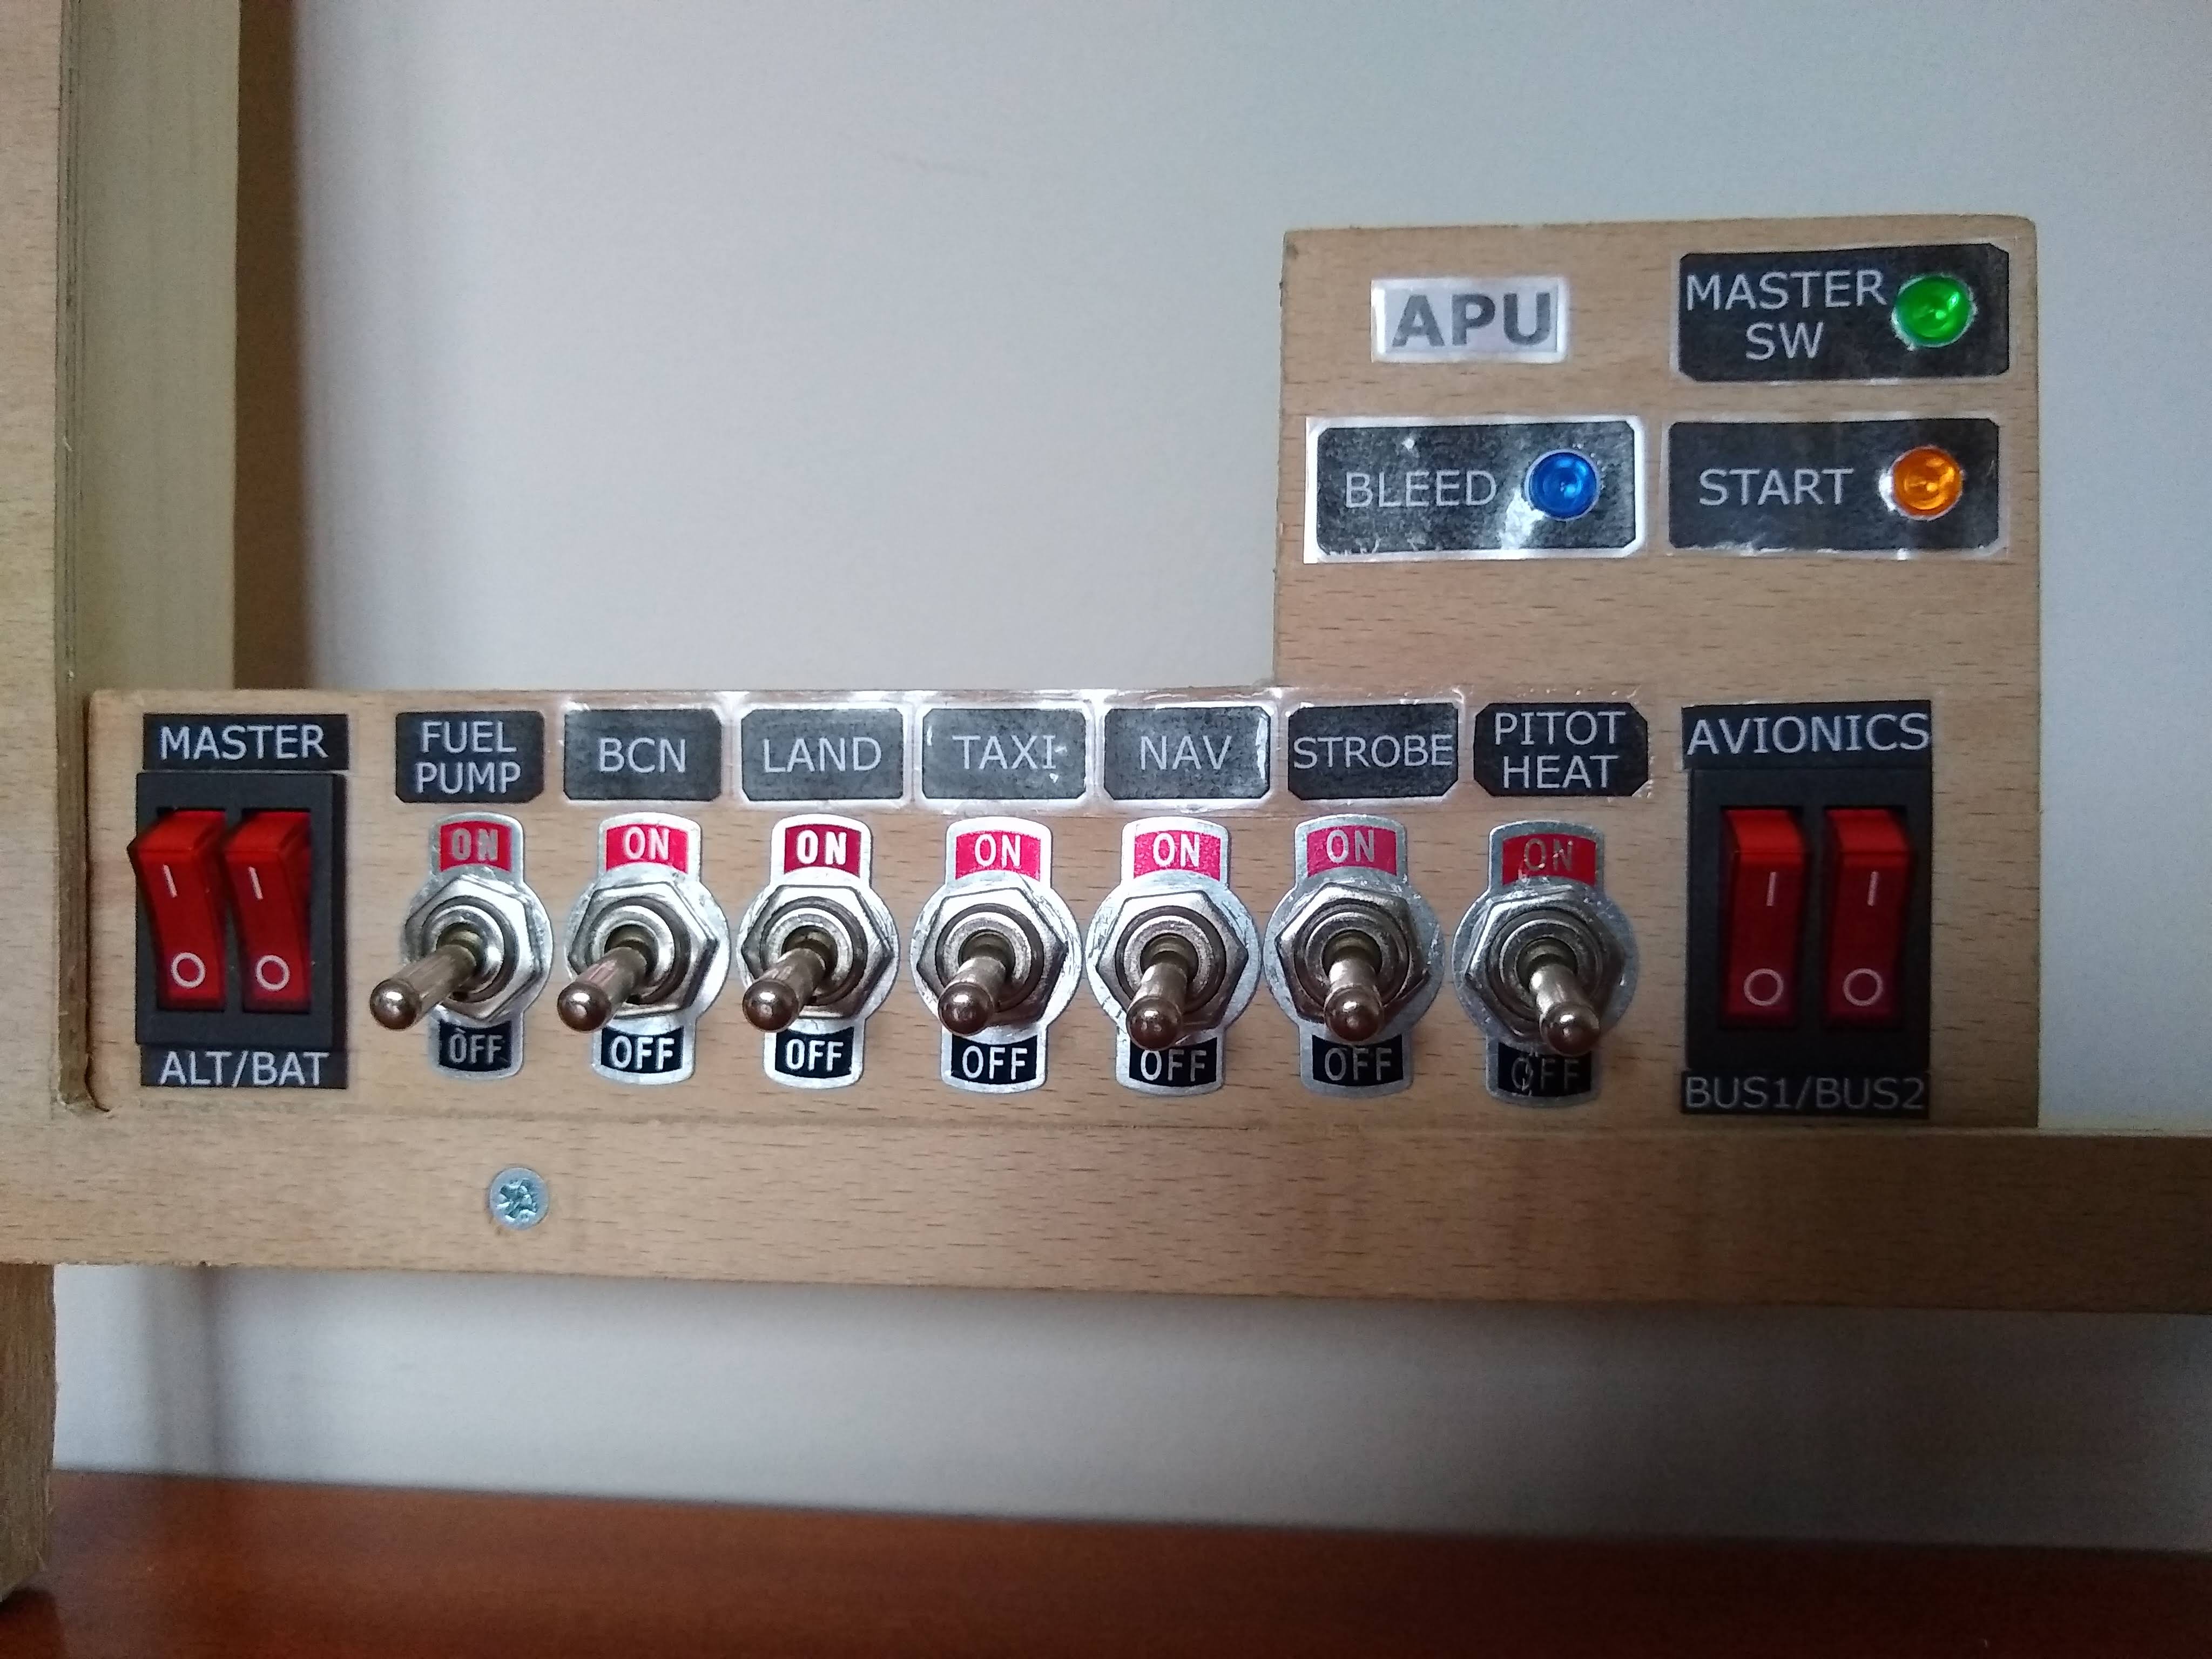 APU
MASTER
SW
BLEED
START
MASTER
FUEL
PUMP
BCN
LAND
TAXI
NAV
STROBE
PITOT
HEAT
AVIONICS
ON
ON
ON
ON
ON
ON
ON
I
I
I
I
O
O
O
O
OFF
OFF
OFF
OFF
OFF
OFF
OFF
ALT/BAT
BUS1/BUS2